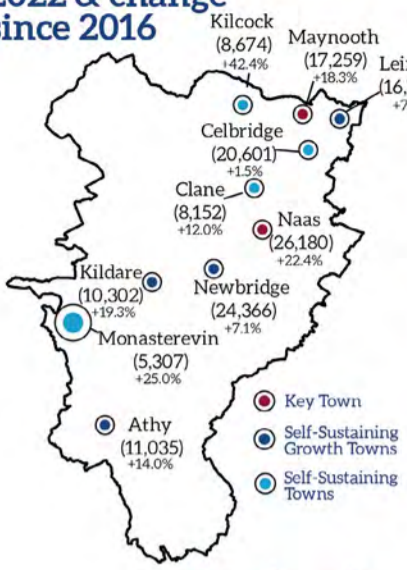 2022 & change
since 2016
Kilcock
(8,674)
+42.4%
Maynooth
(17,259)
+18.3%
Celbridge
(20,601)
+1.5%
Clane
(8,152)
+12.0%
Naas
(26,180)
+22.4%
Kildare
(10,302)
+19.3%
Newbridge
(24,366)
+7.1%
Monasterevin
(5,307)
+25.0%
Athy
(11,035)
+14.0%
Key Town
Self-Sustaining
Growth Towns
Self-Sustaining
Towns